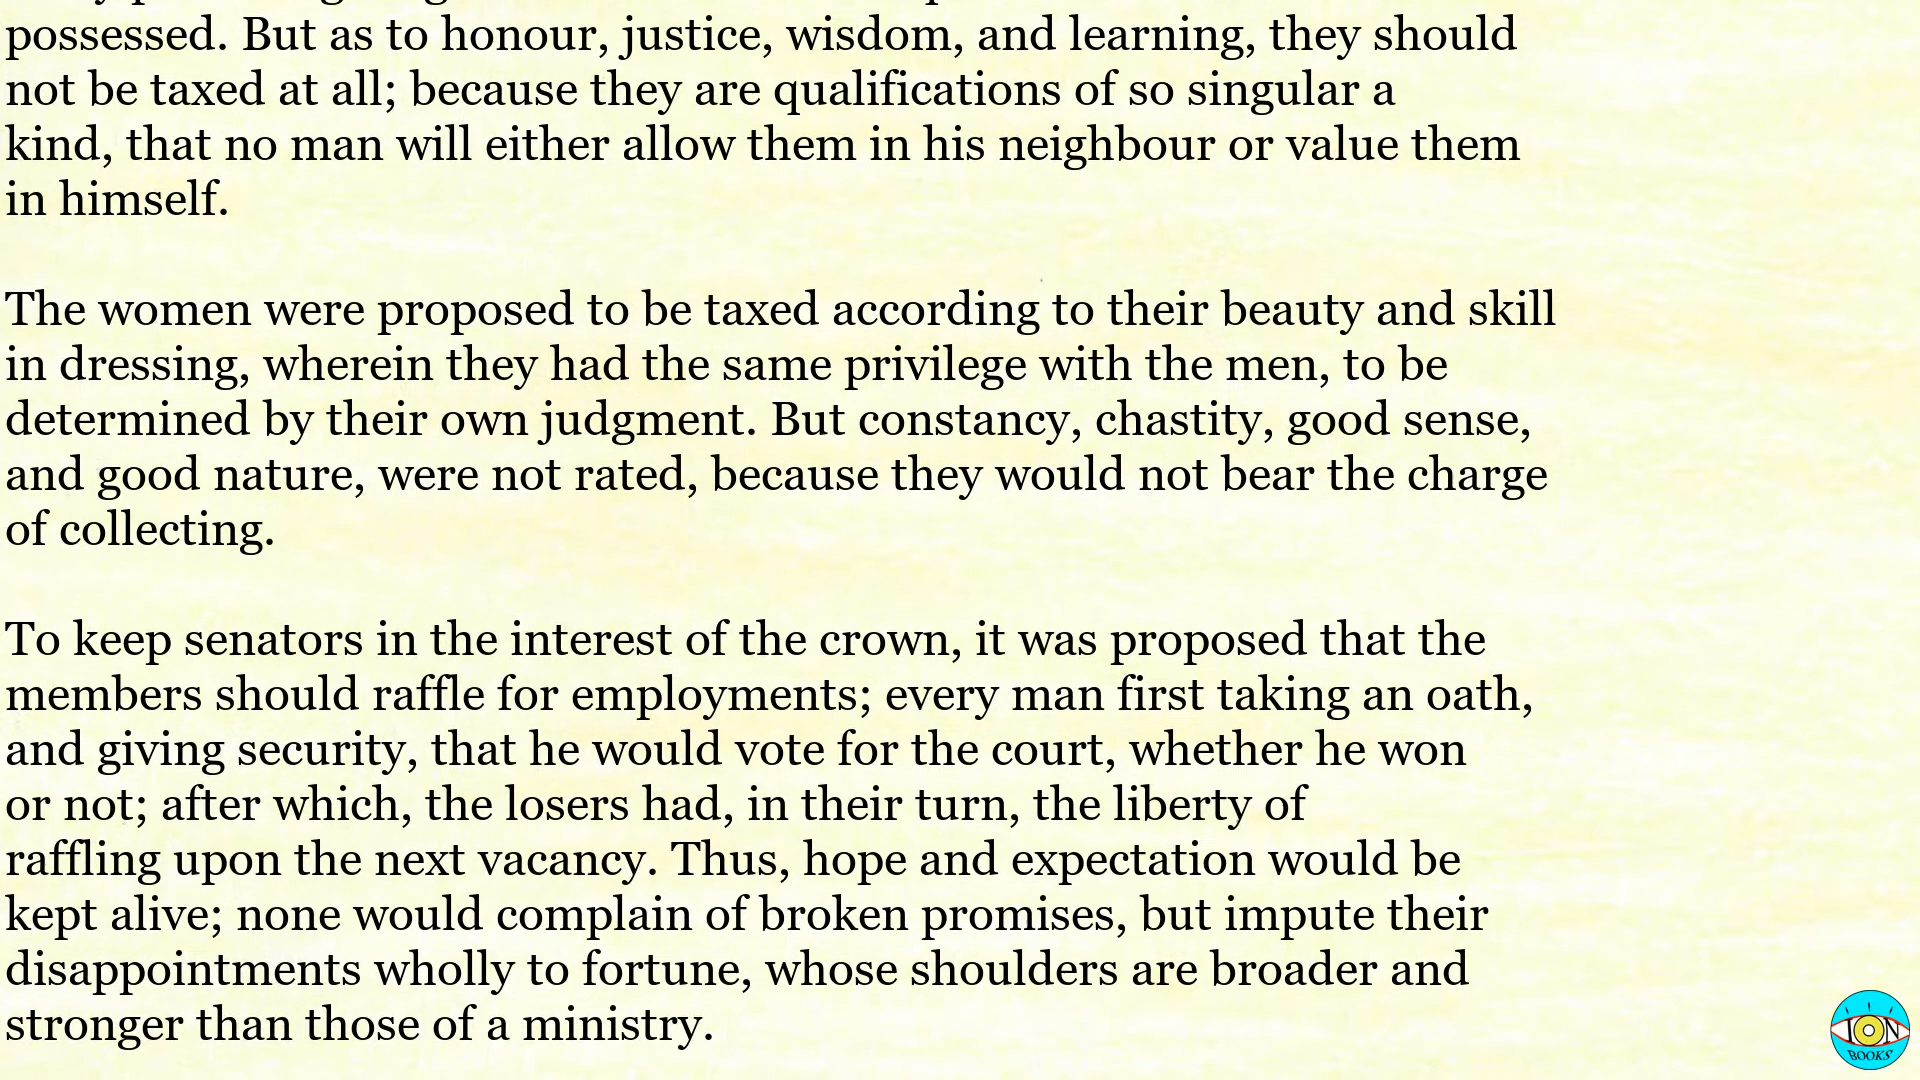 possessed. But as to honour, justice, wisdom, and learning, they should
not be taxed at all; because they are qualifications of so singular a
kind, that no man will either allow them in his neighbour or value them
in himself.
The women were proposed to be taxed according to their beauty and skill
in dressing, wherein they had the same privilege with the men, to be
determined by their own judgment. But constancy, chastity, good sense,
and good nature, were not rated, because they would not bear the charge
of collecting.
To keep senators in the interest of the crown, it was proposed that the
members should raffle for employments; every man first taking an oath,
and giving security, that he would vote for the court, whether he won
or not; after which, the losers had, in their turn, the liberty of
raffling upon the next vacancy. Thus, hope and expectation would be
kept alive; none would complain of broken promises, but impute their
disappointments wholly to fortune, whose shoulders are broader and
stronger than those of a ministry.
ION
BOOKS